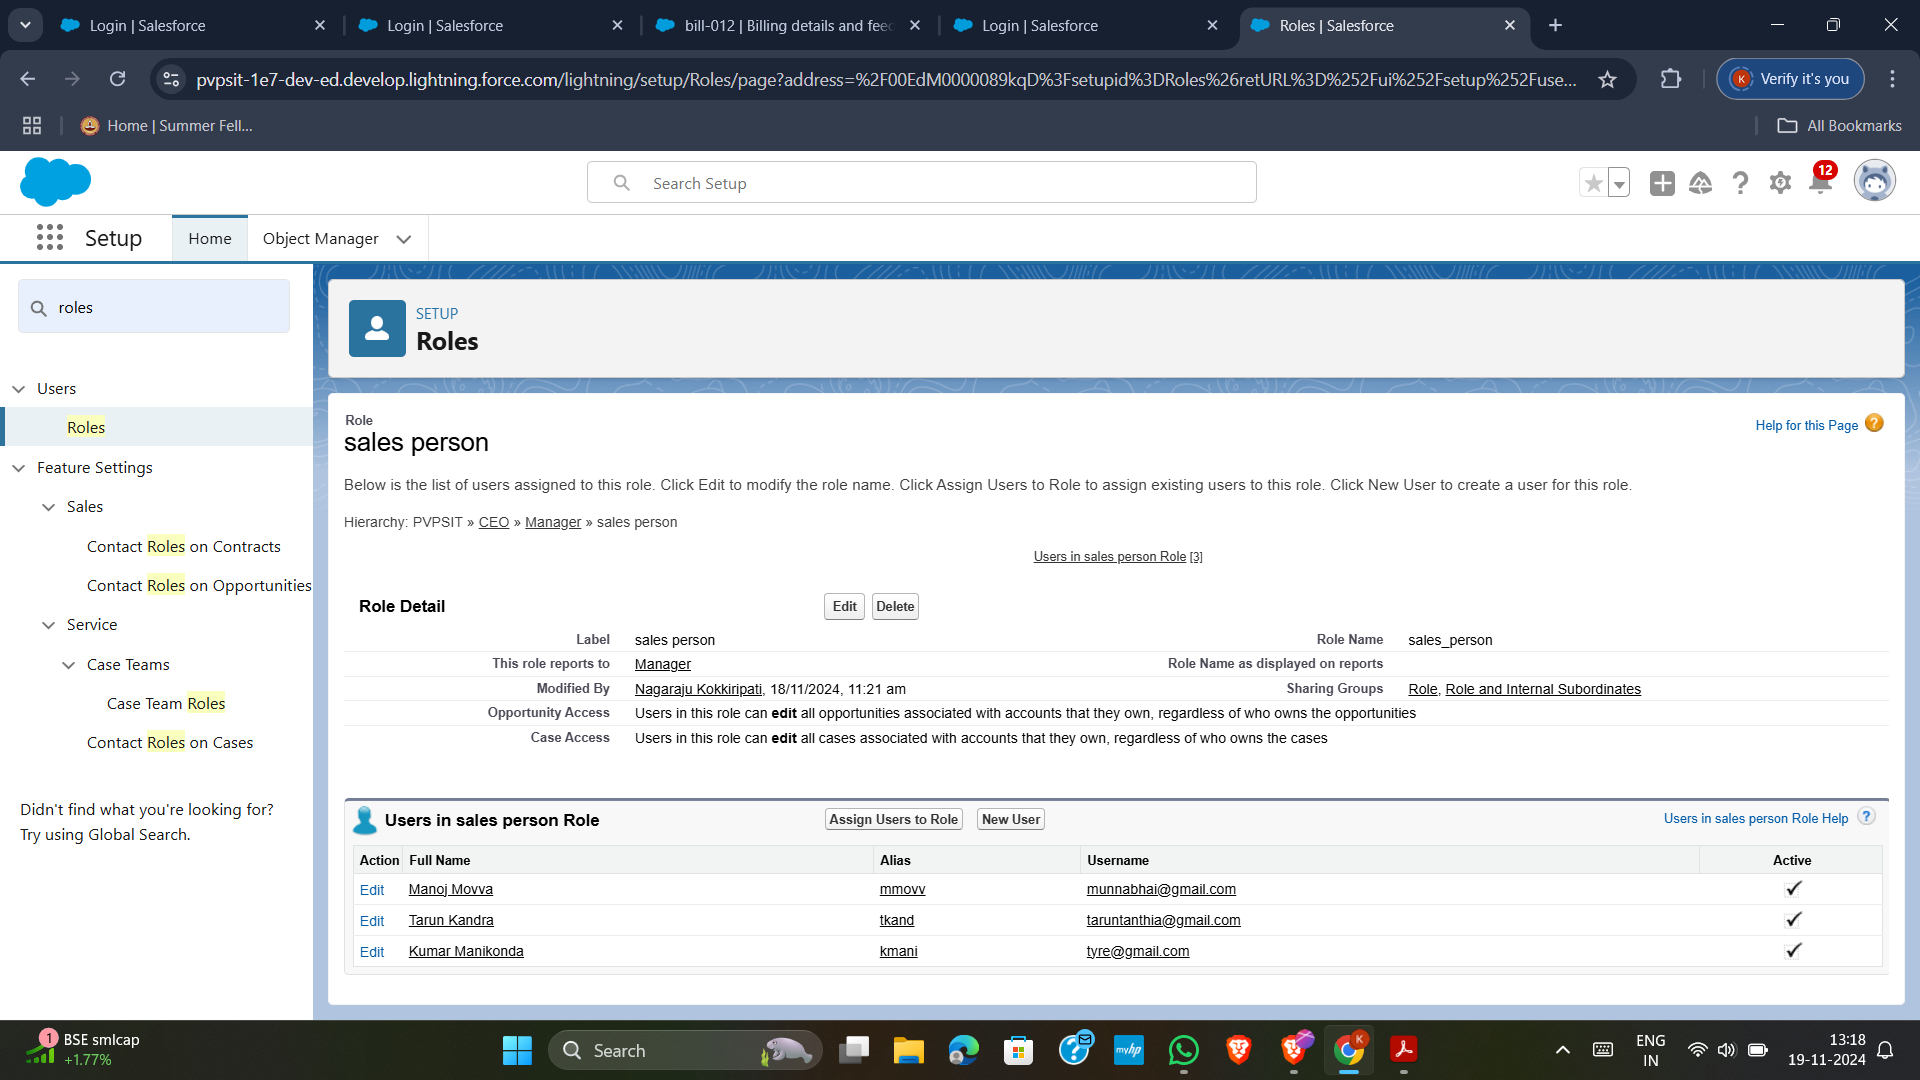 Login | Salesforce
Login | Salesforce
bill-012 | Billing details and feed
Login | Salesforce
Roles | Salesforce
pvpsit-1e7-dev-ed.develop.lightning.force.com/lightning/setup/Roles/page?address=%2F00EdM0000089kqD%3Fsetupid%3DRoles%26retURL%3D%252Fui%252Fsetup%252Fuse...
K Verify it's you
Home | Summer Fell...
All Bookmarks
Search Setup
12
Setup
Home
Object Manager
roles
Users
Roles
Feature Settings
Sales
Contact Roles on Contracts
Contact Roles on Opportunities
Service
Case Teams
Case Team Roles
Contact Roles on Cases
Didn't find what you're looking for?
Try using Global Search.
SETUP
Roles
Role
sales person
Help for this Page ?
Below is the list of users assigned to this role. Click Edit to modify the role name. Click Assign Users to Role to assign existing users to this role. Click New User to create a user for this role.
Hierarchy: PVPSIT » CEO » Manager » sales person
Users in sales person Role [3]
Role Detail Edit Delete
Label sales person Role Name sales_person
This role reports to Manager Role Name as displayed on reports
Modified By Nagaraju Kokkiripati, 18/11/2024, 11:21 am Sharing Groups Role, Role and Internal Subordinates
Opportunity Access Users in this role can edit all opportunities associated with accounts that they own, regardless of who owns the opportunities
Case Access Users in this role can edit all cases associated with accounts that they own, regardless of who owns the cases
Users in sales person Role Assign Users to Role New User Users in sales person Role Help ?
Action Full Name Alias Username Active
Edit Manoj Movva mmovv munnabhai@gmail.com
Edit Tarun Kandra tkand taruntanthia@gmail.com
Edit Kumar Manikonda kmani tyre@gmail.com
1
BSE smlcap
+1.77%
Search
myhp
K
ENG
IN
13:18
19-11-2024